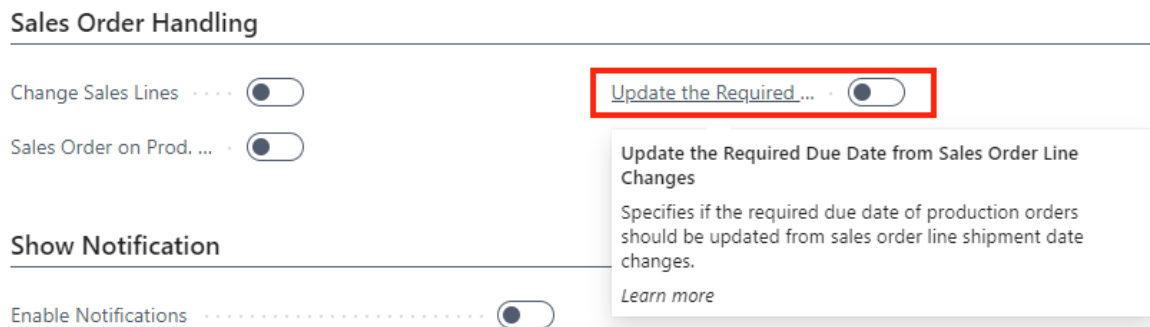 Sales Order Handling
Change Sales Lines
Update the Required ...
Sales Order on Prod. ...
Update the Required Due Date from Sales Order Line
Changes
Specifies if the required due date of production orders
should be updated from sales order line shipment date
changes.
Learn more
Show Notification
Enable Notifications